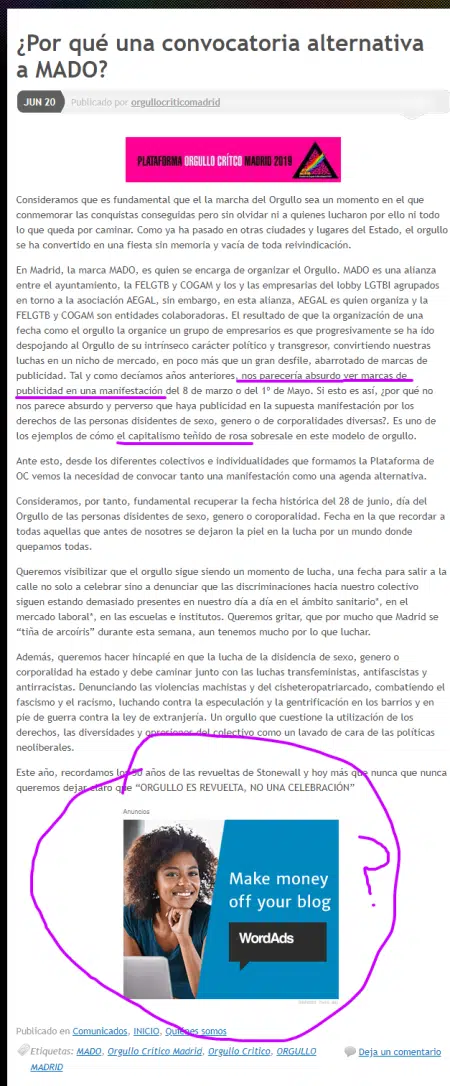 ¿Por qué una convocatoria alternativa
a MADO?
JUN 20
Publicado por orgullocriticomadrid
PLATAFORMA ORGULLO CRÍTCO MADRID 2019
Consideramos que es fundamental que el la marcha del Orgullo sea un momento en el que
conmemorar las conquistas conseguidas pero sin olvidar ni a quienes lucharon por ello ni todo
lo que queda por caminar. Como ya ha pasado en otras ciudades y lugares del Estado, el orgullo
se ha convertido en una fiesta sin memoria y vacía de toda reivindicación.
En Madrid, la marca MADO, es quien se encarga de organizar el Orgullo. MADO es una alianza
entre el ayuntamiento, la FELGTB y COGAM y los y las empresarias del lobby LGTBI agrupados
en torno a la asociación AEGAL, sin embargo, en esta alianza, AEGAL es quien organiza y la
FELGTB y COGAM son entidades colaboradoras. El resultado de que la organización de una
fecha como el orgullo la organice un grupo de empresarios es que progresivamente se ha ido
despojando al Orgullo de su intrínseco carácter político y transgresor, convirtiendo nuestras
luchas en un nicho de mercado, en poco más que un gran desfile, abarrotado de marcas de
publicidad. Tal y como decíamos años anteriores, nos parecería absurdo ver marcas de
publicidad en una manifestación del 8 de marzo o del 1º de Mayo. Si esto es así, ¿por qué no
nos parece absurdo y perverso que haya publicidad en la supuesta manifestación por los
derechos de las personas disidentes de sexo, genero o de corporalidades diversas?. Es uno de
los ejemplos de cómo el capitalismo teñido de rosa sobresale en este modelo de orgullo.
Ante esto, desde los diferentes colectivos e individualidades que formamos la Plataforma de
OC vemos la necesidad de convocar tanto una manifestación como una agenda alternativa.
Consideramos, por tanto, fundamental recuperar la fecha histórica del 28 de junio, día del
Orgullo de las personas disidentes de sexo, genero o coroporalidad. Fecha en la que recordar a
todas aquellas que antes de nosotres se dejaron la piel en la lucha por un mundo donde
quepamos todas.
Queremos visibilizar que el orgullo sigue siendo un momento de lucha, una fecha para salir a la
calle no solo a celebrar sino a denunciar que las discriminaciones hacia nuestro colectivo
siguen estando demasiado presentes en nuestro día a día en el ámbito sanitario*, en el
mercado laboral*, en las escuelas e institutos. Queremos gritar, que por mucho que Madrid se
“tiña de arcoíris” durante esta semana, aun tenemos mucho por lo que luchar.
Además, queremos hacer hincapié en que la lucha de la disidencia de sexo, genero o
corporalidad ha estado y debe caminar junto con las luchas transfeministas, antifascistas y
antirracistas. Denunciando las violencias machistas y del cisheteropatriarcado, combatiendo el
fascismo y el racismo, luchando contra la especulación y la gentrificación en los barrios y en
pie de guerra contra la ley de extranjería. Un orgullo que cuestione la utilización de los
derechos, las diversidades y opresiones del colectivo como un lavado de cara de las políticas
neoliberales.
Este año, recordamos los 50 años de las revueltas de Stonewall y hoy más que nunca que nunca
queremos dejar claro que “ORGULLO ES REVUELTA, NO UNA CELEBRACIÓN”
Anuncios
?
Make money
off your blog
WordAds
Publicado en Comunicados, INICIO, Quiénes somos
Etiquetas: MADO, Orgullo Crítico Madrid, Orgullo Critico, ORGULLO
MADRID
Deja un comentario